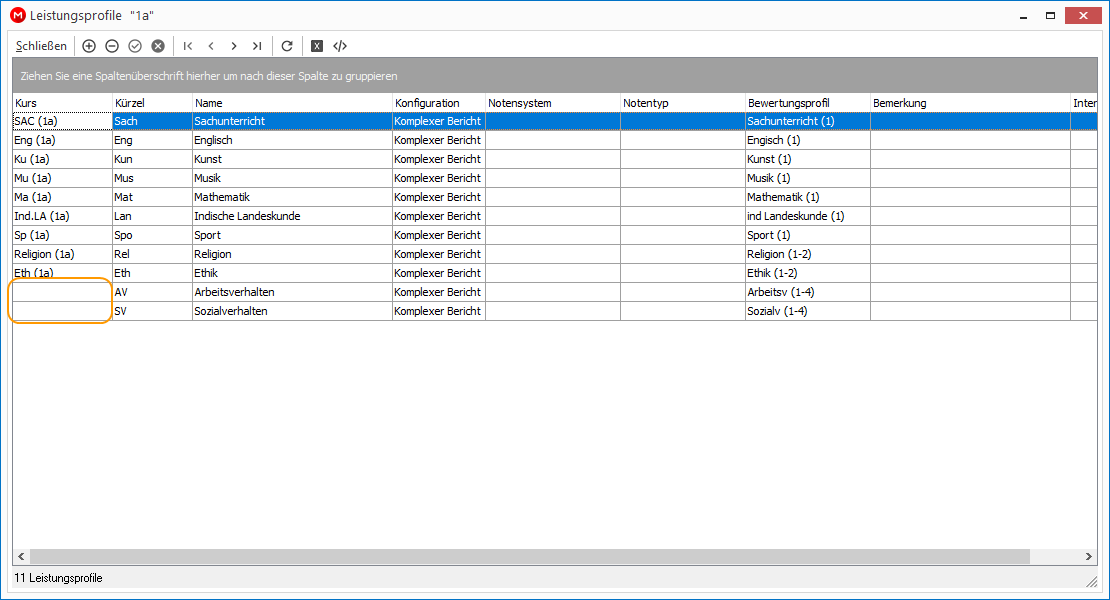 M Leistungsprofile "1a"
Schließen
Ziehen Sie eine Spaltenüberschrift hierher um nach dieser Spalte zu gruppieren
Kurs Kürzel Name Konfiguration Notensystem Notentyp Bewertungsprofil Bemerkung Inter
SAC (1a) Sach Sachunterricht Komplexer Bericht Sachunterricht (1)
Eng (1a) Eng Englisch Komplexer Bericht Engisch (1)
Ku (1a) Kun Kunst Komplexer Bericht Kunst (1)
Mu (1a) Mus Musik Komplexer Bericht Musik (1)
Ma (1a) Mat Mathematik Komplexer Bericht Mathematik (1)
Ind.LA (1a) Lan Indische Landeskunde Komplexer Bericht ind Landeskunde (1)
Sp (1a) Spo Sport Komplexer Bericht Sport (1)
Religion (1a) Rel Religion Komplexer Bericht Religion (1-2)
Eth (1a) Eth Ethik Komplexer Bericht Ethik (1-2)
AV Arbeitsverhalten Komplexer Bericht Arbeitsv (1-4)
SV Sozialverhalten Komplexer Bericht Sozialv (1-4)
11 Leistungsprofile